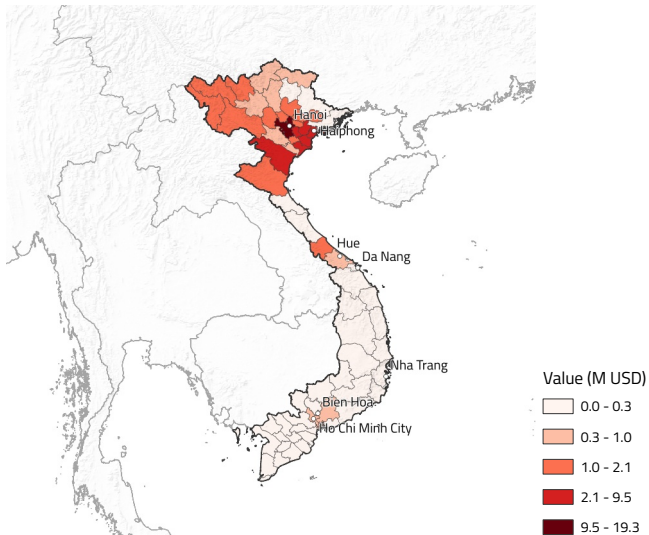 Hanoi
Haiphong
Hue
Da Nang
Nha Trang
Bien Hoa
Ho Chi Minh City
Value (M USD)
0.0 - 0.3
0.3 - 1.0
1.0 - 2.1
2.1 - 9.5
9.5 - 19.3